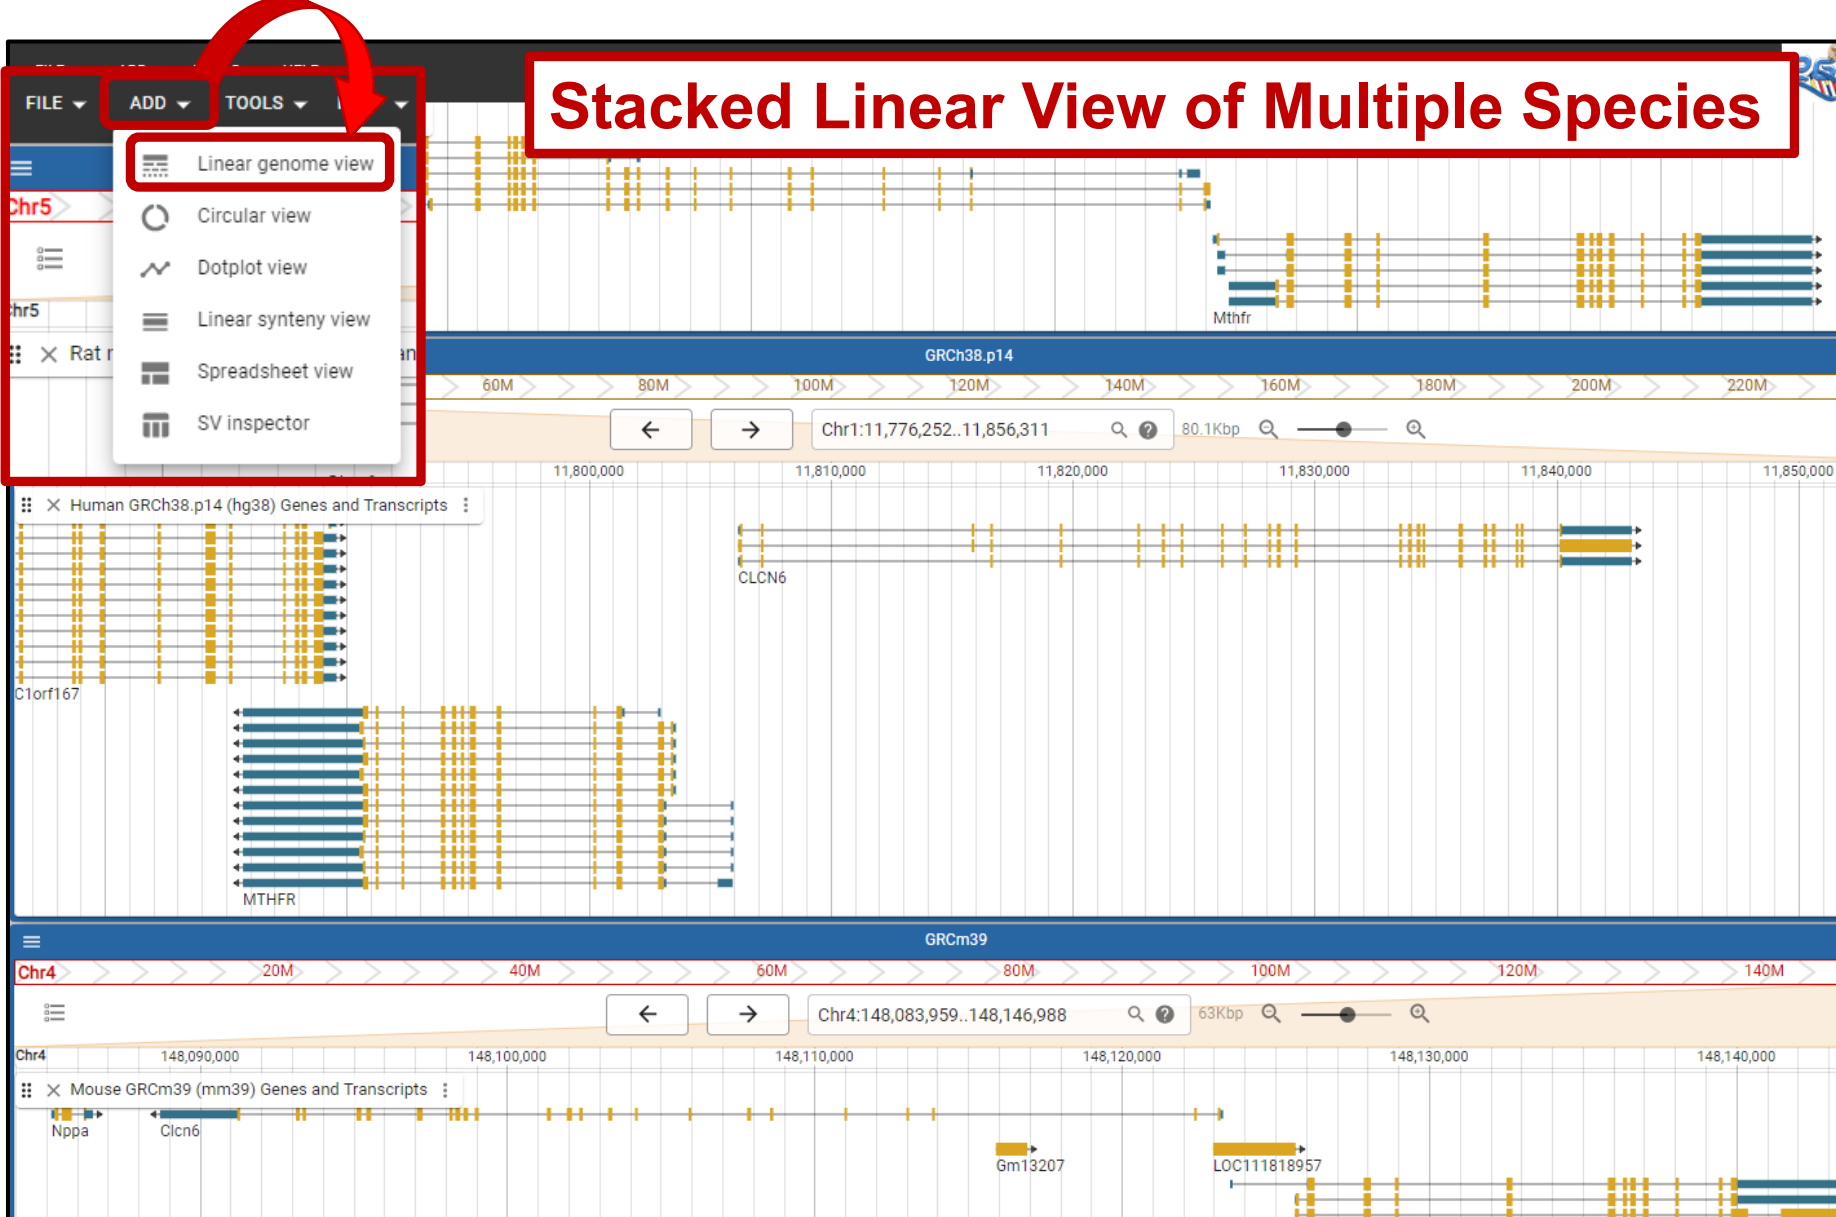 Stacked Linear View of Multiple Species
FILE ADD TOOLS
Linear genome view
Circular view
Dotplot view
Linear synteny view
Spreadsheet view
SV inspector
Chr5
hr5
Rat
Mthfr
GRCh38.p14
60M 80M 100M 120M 140M 160M 180M 200M 220M
Chr1:11,776,252..11,856,311 80.1Kbp
11,800,000 11,810,000 11,820,000 11,830,000 11,840,000 11,850,000
Human GRCh38.p14 (hg38) Genes and Transcripts
CLCN6
C1orf167
MTHFR
GRCm39
Chr4 20M 40M 60M 80M 100M 120M 140M
Chr4:148,083,959..148,146,988 63Kbp
Chr4 148,090,000 148,100,000 148,110,000 148,120,000 148,130,000 148,140,000
Mouse GRCm39 (mm39) Genes and Transcripts
Nppa Clcn6
Gm13207 LOC111818957